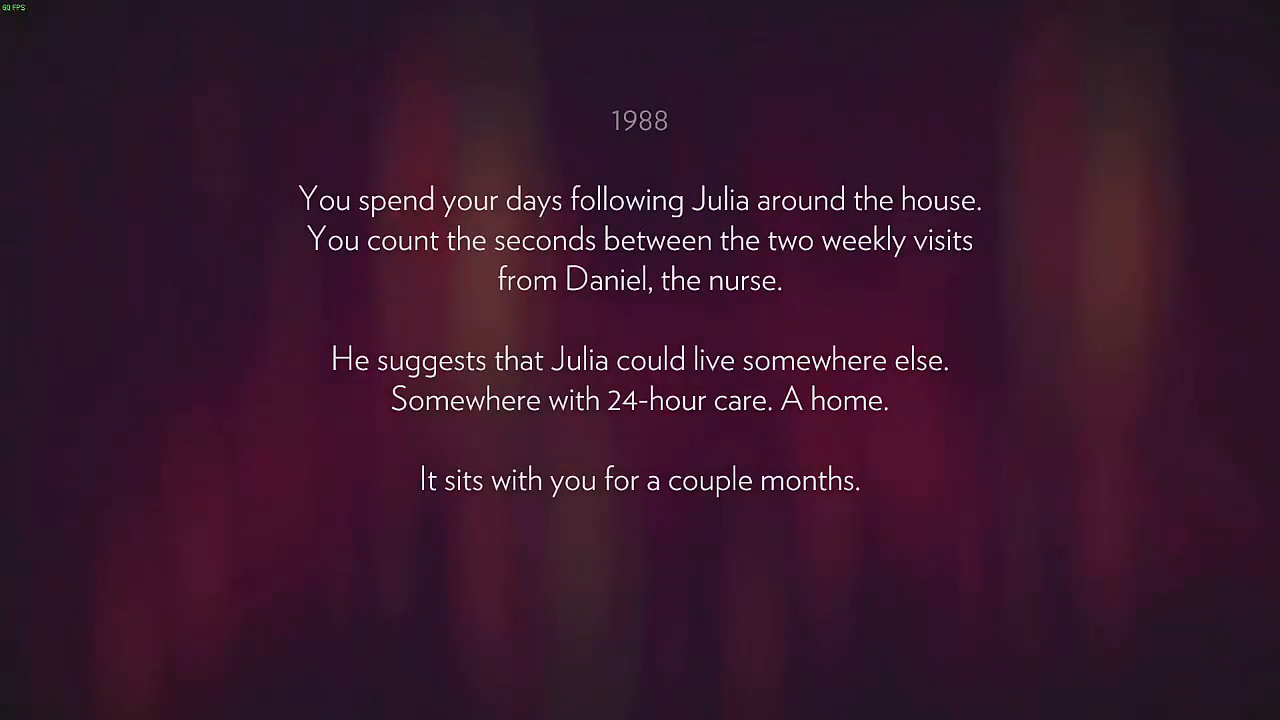 60 FPS
1988
You spend your days following Julia around the house.
You count the seconds between the two weekly visits
from Daniel, the nurse.
He suggests that Julia could live somewhere else.
Somewhere with 24-hour care. A home.
It sits with you for a couple months.